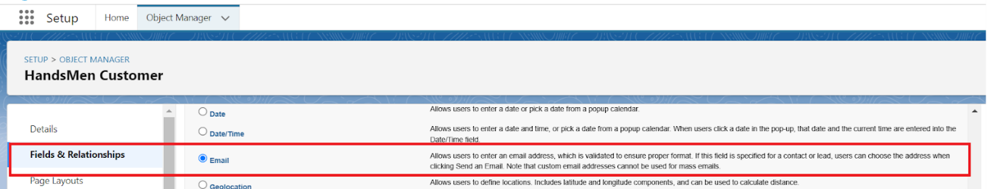 Setup Home Object Manager
SETUP > OBJECT MANAGER
HandsMen Customer
Details
Fields & Relationships
Page Layouts
Date Allows users to enter a date or pick a date from a popup calendar.
Date/Time Allows users to enter a date and time, or pick a date from a popup calendar. When users click a date in the pop-up, that date and the current time are entered into the
Date/Time field.
Email Allows users to enter an email address, which is validated to ensure proper format. If this field is specified for a contact or lead, users can choose the address when
clicking Send an Email. Note that custom email addresses cannot be used for mass emails.
Geolocation Allows users to define locations. Includes latitude and longitude components, and can be used to calculate distance.